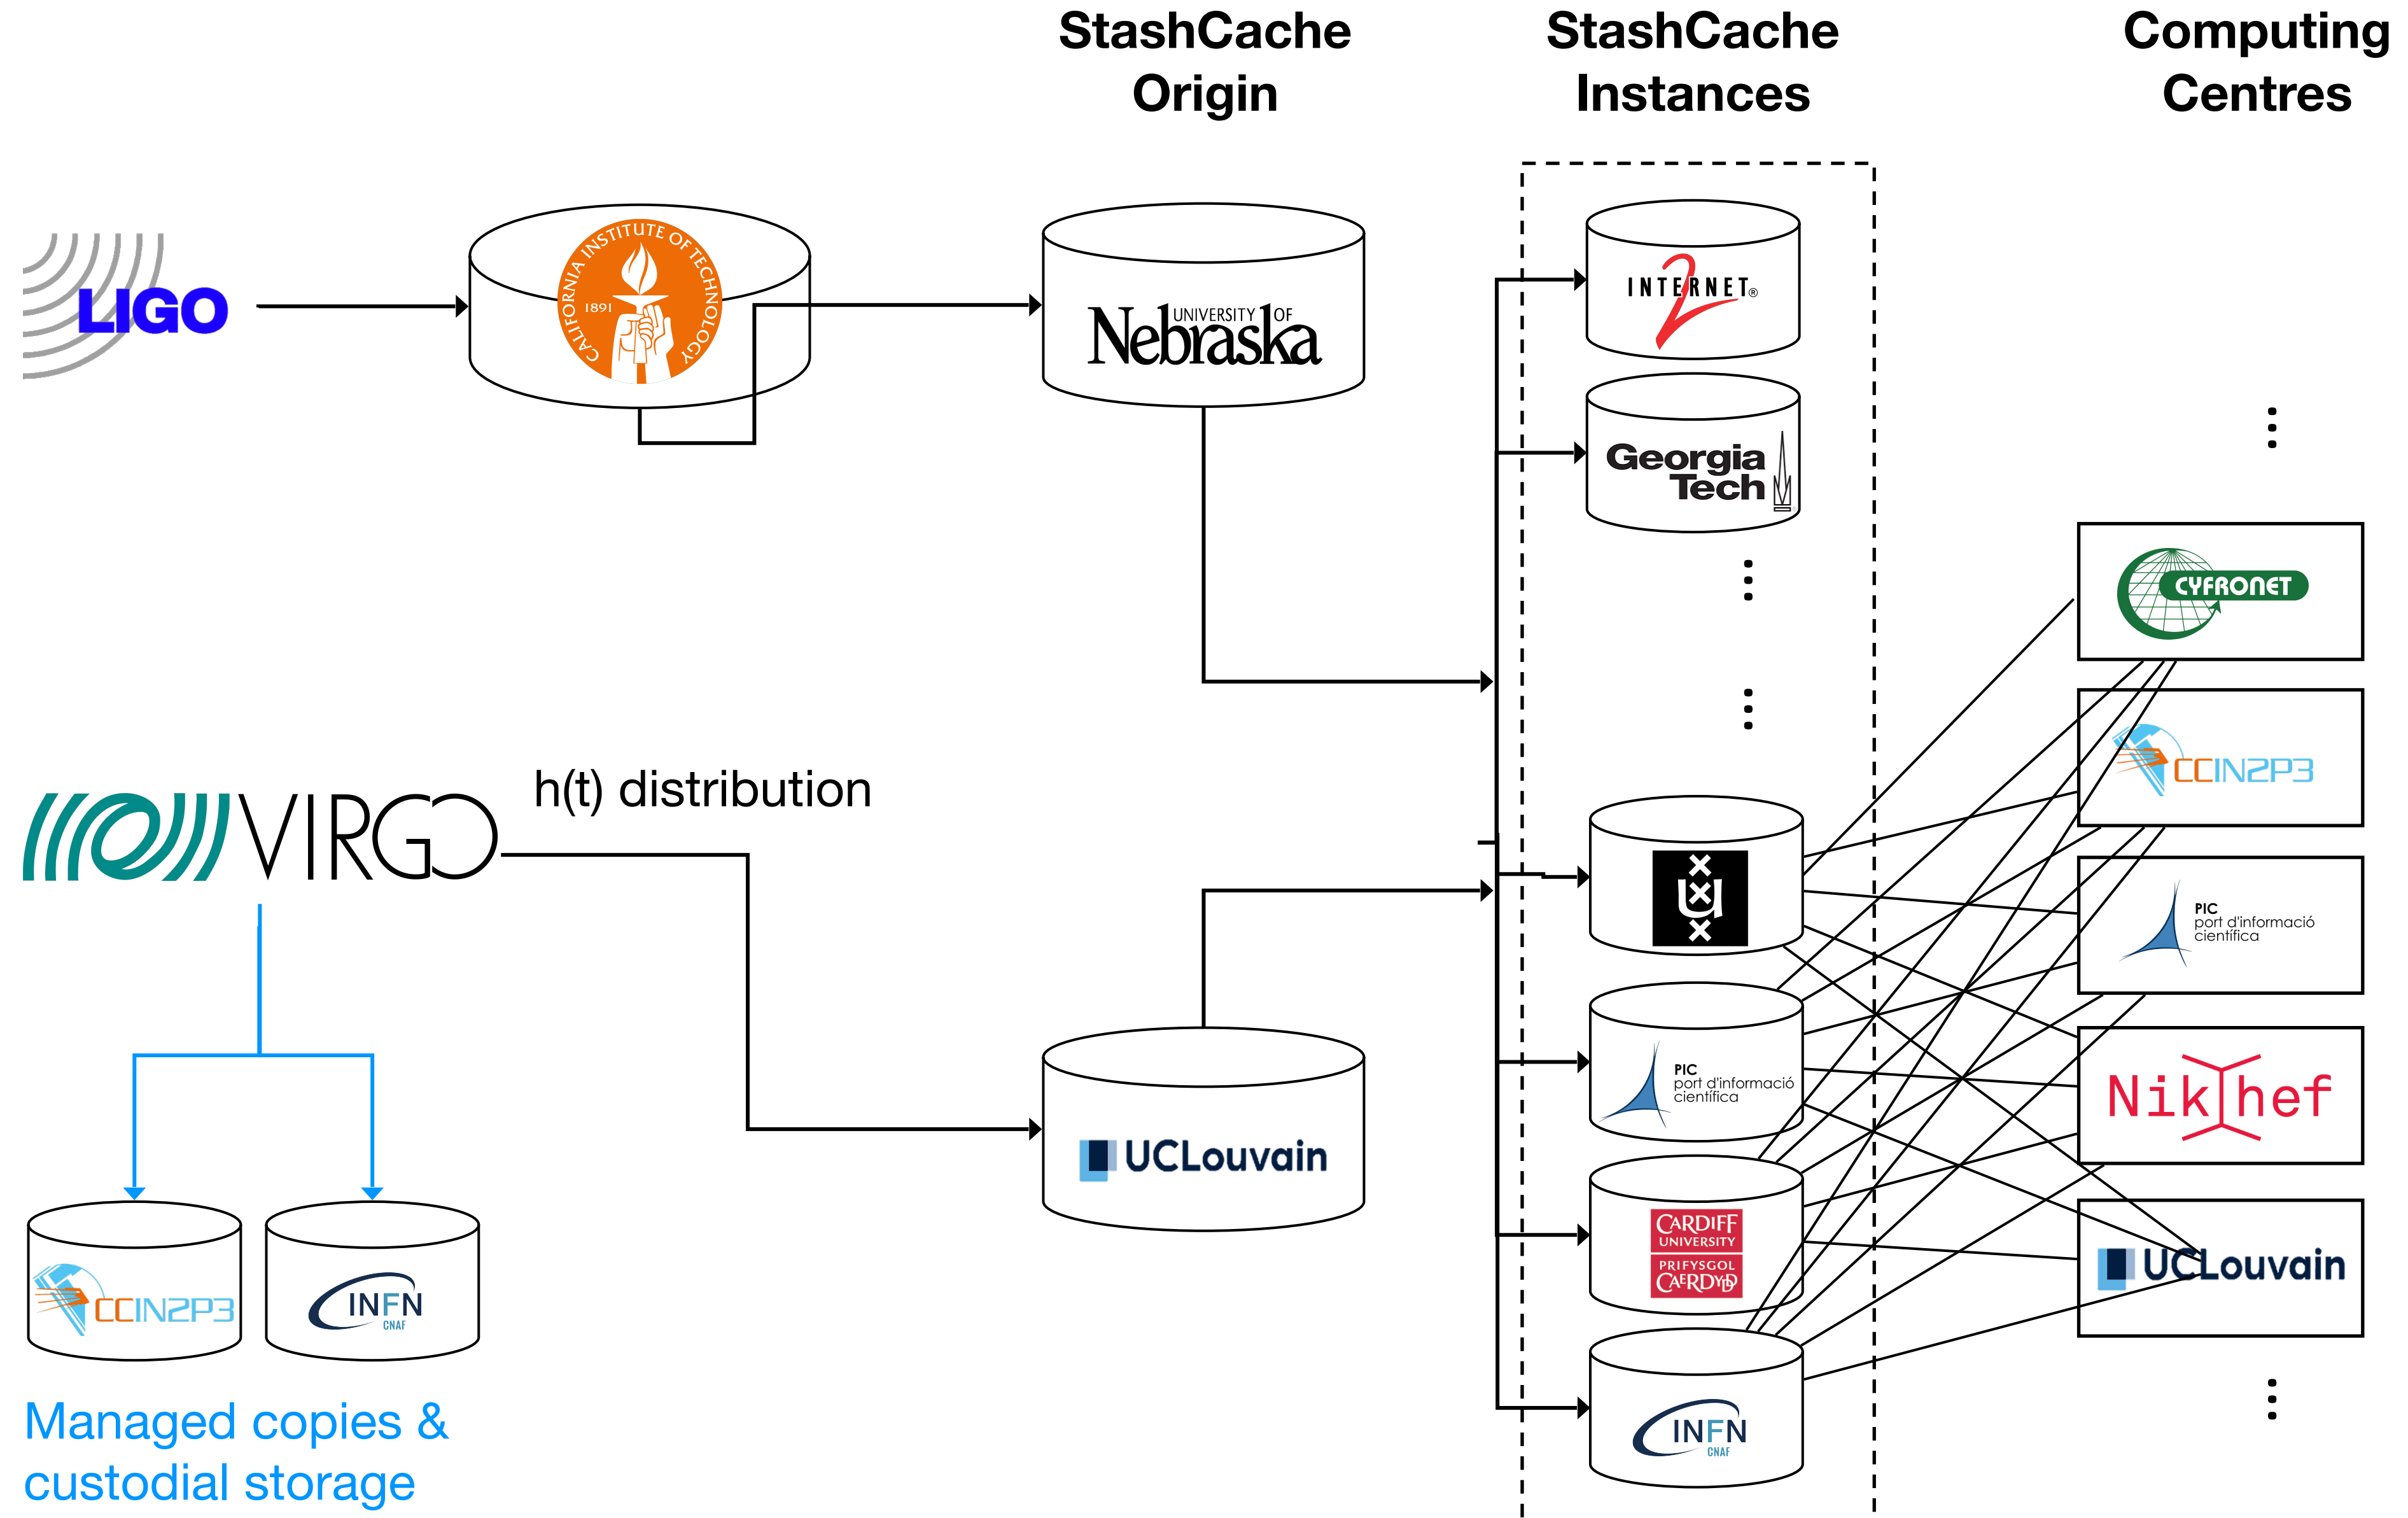 StashCache
Origin
StashCache
Instances
Computing
Centres
LIGO
CALIFORNIA INSTITUTE OF TECHNOLOGY
1891
UNIVERSITY OF
Nebraska
INTERNET®
2
Georgia
Tech
CYFRONET
CCIN2P3
PIC
port d'informació
científica
Nikhef
UCLouvain
VIRGO
h(t) distribution
UCLouvain
U
PIC
port d'informació
científica
CARDIFF
UNIVERSITY
PRIFYSGOL
CAERDYDD
INFN
CNAF
CCIN2P3
INFN
CNAF
Managed copies &
custodial storage